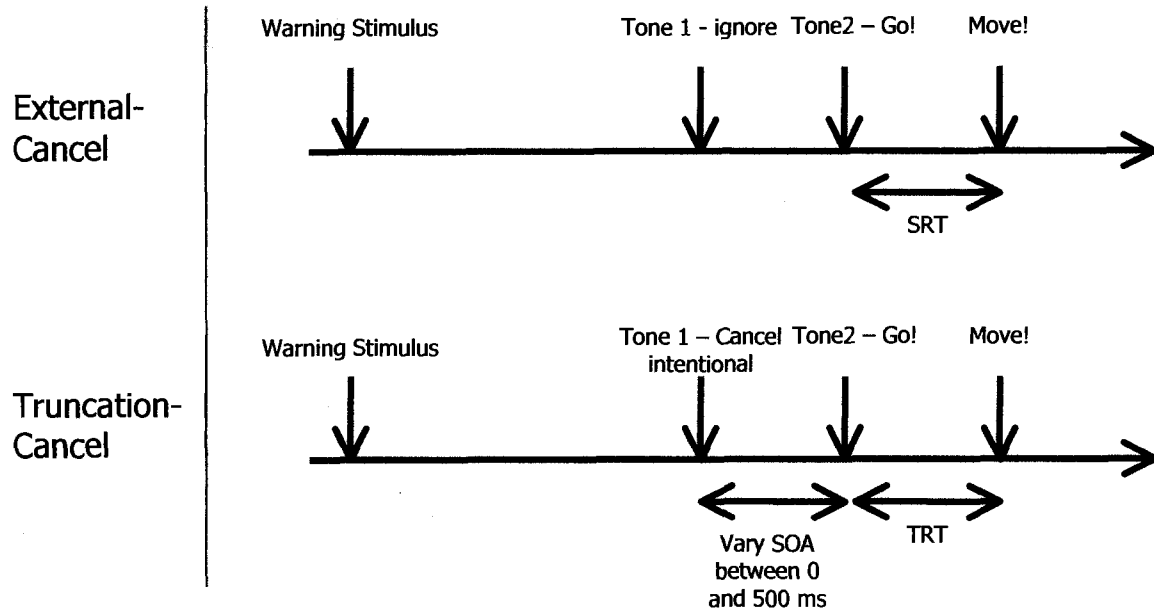 Warning Stimulus
Tone 1 - ignore
Tone2 – Go!
Move!
External-
Cancel
SRT
Warning Stimulus
Tone 1 – Cancel
intentional
Tone2 – Go!
Move!
Truncation-
Cancel
Vary SOA
between 0
and 500 ms
TRT